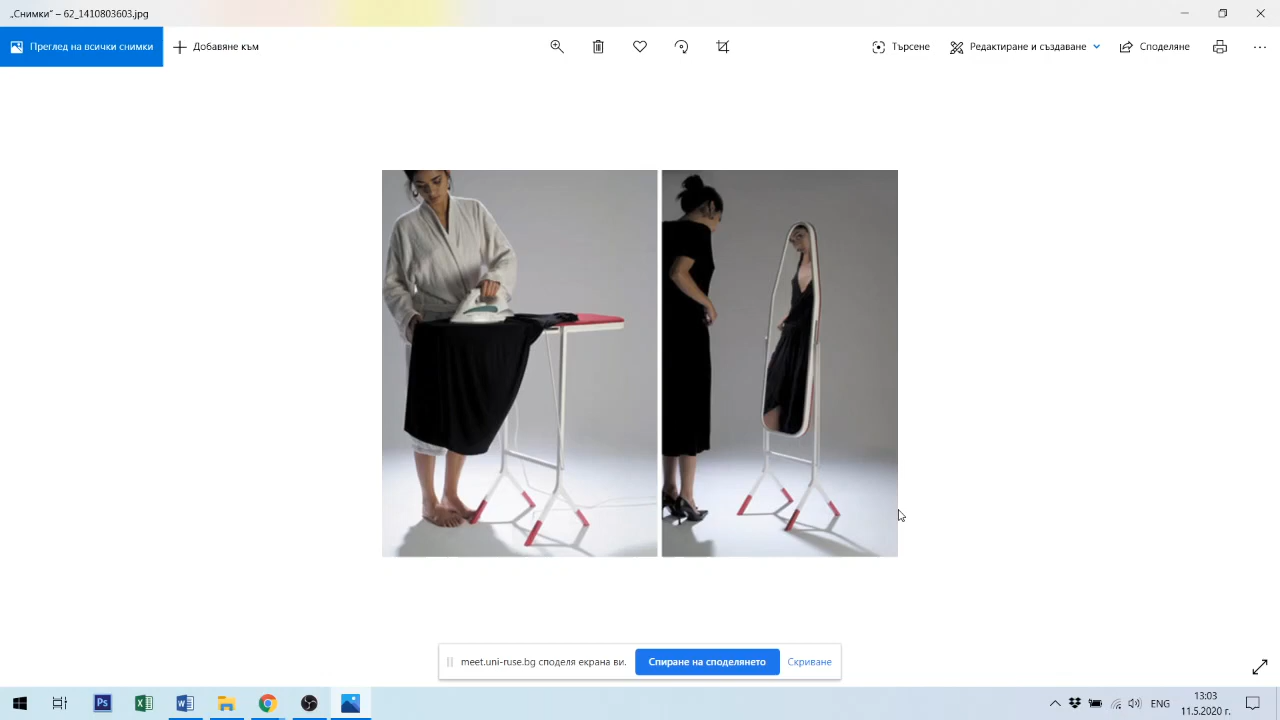 „Снимки“ – 62_1410803603.jpg
Преглед на всички снимки
Добавяне към
Търсене
Редактиране и създаване
Споделяне
meet.uni-ruse.bg споделя екрана ви.
Спиране на споделянето
Скриване
ENG
13:03
11.5.2020 г.